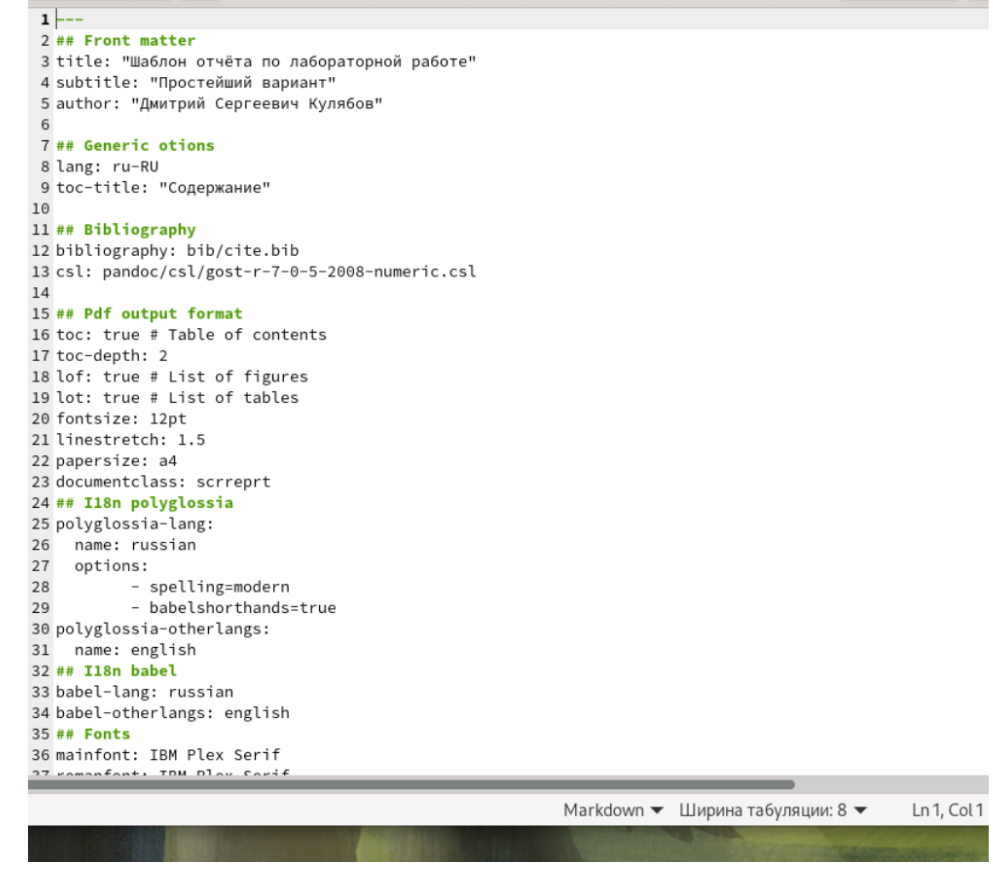 1 ---
2 ## Front matter
3 title: "Шаблон отчёта по лабораторной работе"
4 subtitle: "Простейший вариант"
5 author: "Дмитрий Сергеевич Кулябов"
6
7 ## Generic otions
8 lang: ru-RU
9 toc-title: "Содержание"
10
11 ## Bibliography
12 bibliography: bib/cite.bib
13 csl: pandoc/csl/gost-r-7-0-5-2008-numeric.csl
14
15 ## Pdf output format
16 toc: true # Table of contents
17 toc-depth: 2
18 lof: true # List of figures
19 lot: true # List of tables
20 fontsize: 12pt
21 linestretch: 1.5
22 papersize: a4
23 documentclass: scrreprt
24 ## I18n polyglossia
25 polyglossia-lang:
26   name: russian
27   options:
28         - spelling=modern
29         - babelshorthands=true
30 polyglossia-otherlangs:
31   name: english
32 ## I18n babel
33 babel-lang: russian
34 babel-otherlangs: english
35 ## Fonts
36 mainfont: IBM Plex Serif
37 romanfont: IBM Plex Serif
Markdown Ширина табуляции: 8 Ln 1, Col 1